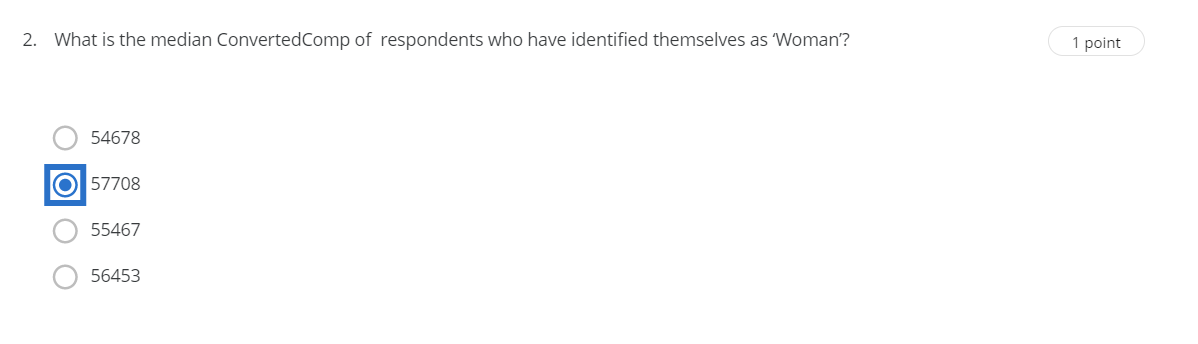 2. What is the median ConvertedComp of respondents who have identified themselves as ‘Woman’?
1 point
54678
57708
55467
56453